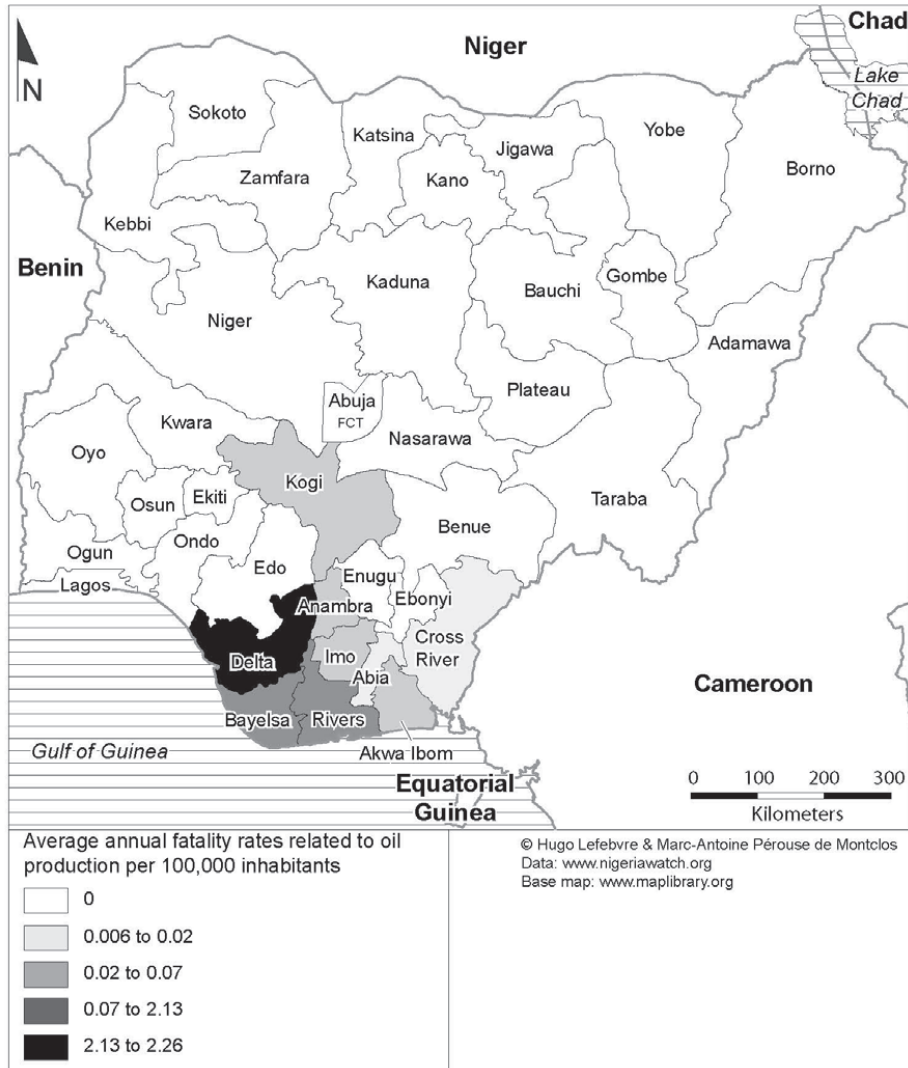 Chad
Niger
Lake
Chad
N
Sokoto
Katsina
Yobe
Jigawa
Borno
Zamfara
Kano
Kebbi
Benin
Kaduna
Gombe
Bauchi
Niger
Adamawa
Plateau
Abuja
FCT
Kwara
Nasarawa
Oyo
Kogi
Ekiti
Osun
Taraba
Benue
Ondo
Ogun
Edo
Enugu
Lagos
Anambra
Ebonyi
Cross
River
Imo
Delta
Abia
Cameroon
Bayelsa
Rivers
Gulf of Guinea
Akwa Ibom
Equatorial
Guinea
0 100 200 300
Kilometers
Average annual fatality rates related to oil
production per 100,000 inhabitants
0
0.006 to 0.02
0.02 to 0.07
0.07 to 2.13
2.13 to 2.26
© Hugo Lefebvre & Marc-Antoine Pérouse de Montclos
Data: www.nigeriawatch.org
Base map: www.maplibrary.org